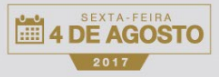 SEXTA-FEIRA
4 DE AGOSTO
2017